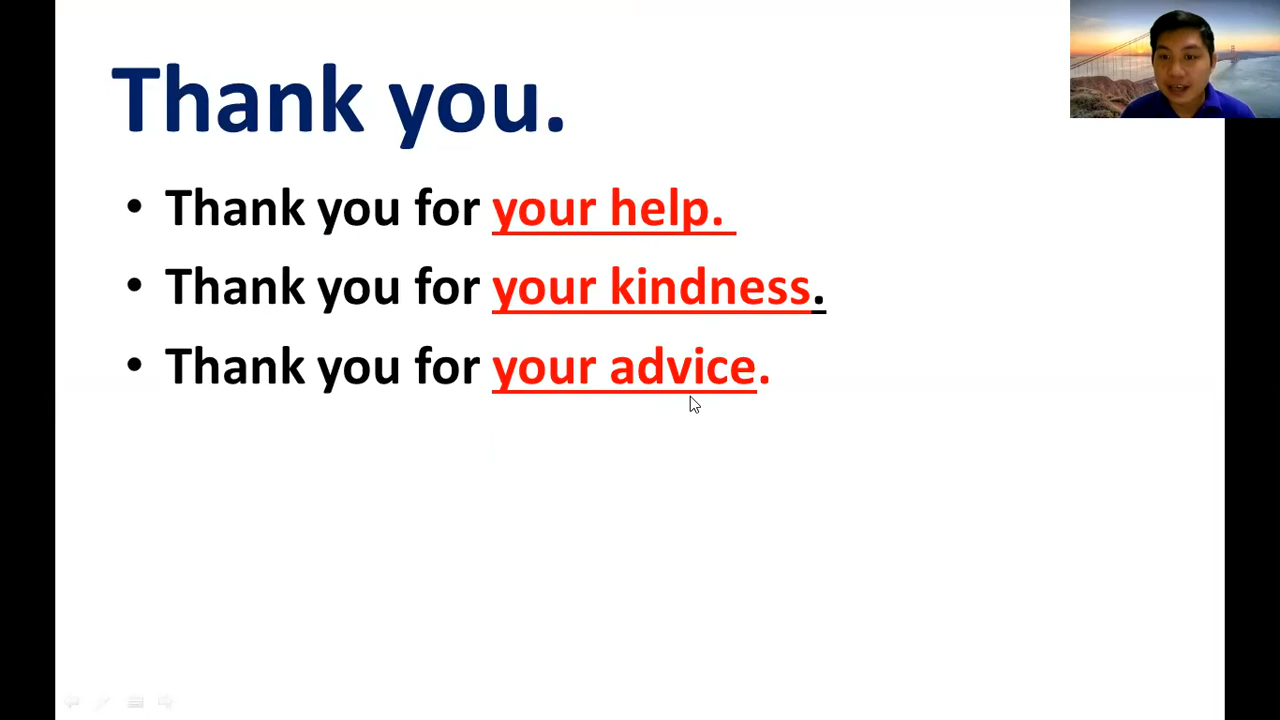 Thank you.
• Thank you for your help.
• Thank you for your kindness.
• Thank you for your advice.